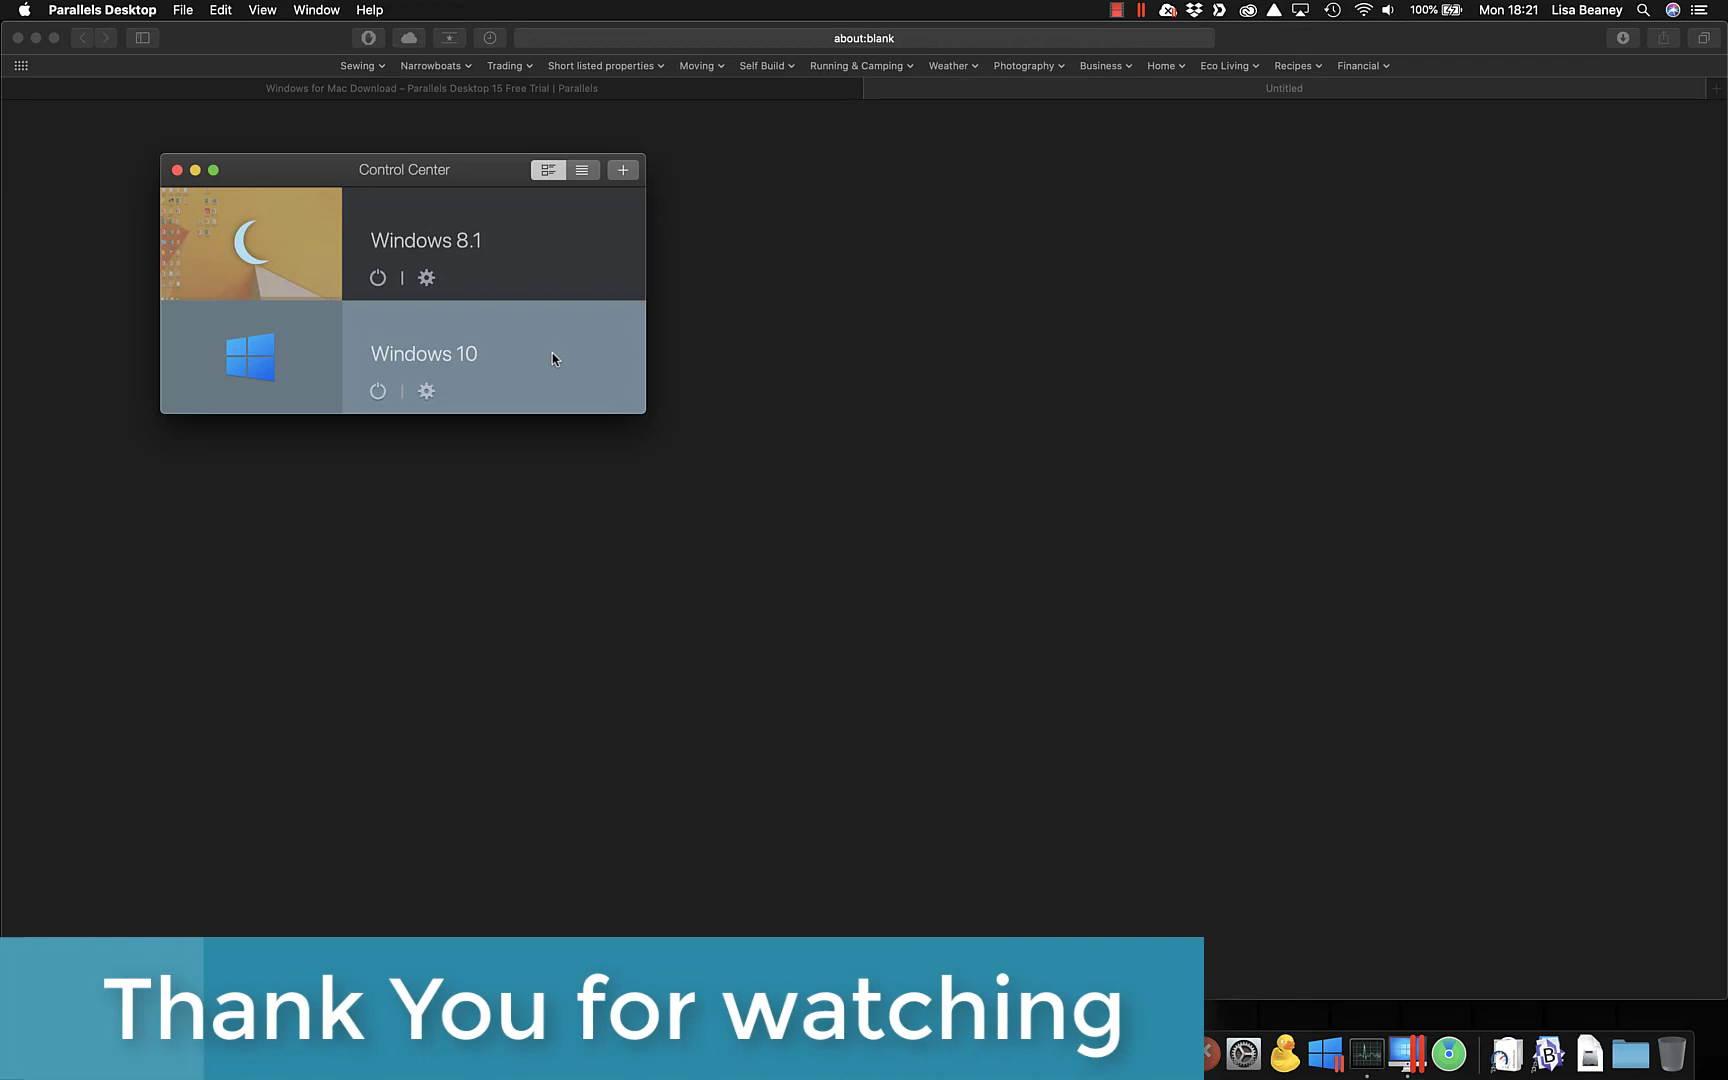 Parallels Desktop File Edit View Window Help 100% Mon 18:21 Lisa Beaney
about:blank
Sewing Narrowboats Trading Short listed properties Moving Self Build Running & Camping Weather Photography Business Home Eco Living Recipes Financial
Windows for Mac Download – Parallels Desktop 15 Free Trial | Parallels Untitled
Control Center
Windows 8.1
Windows 10
Thank You for watching